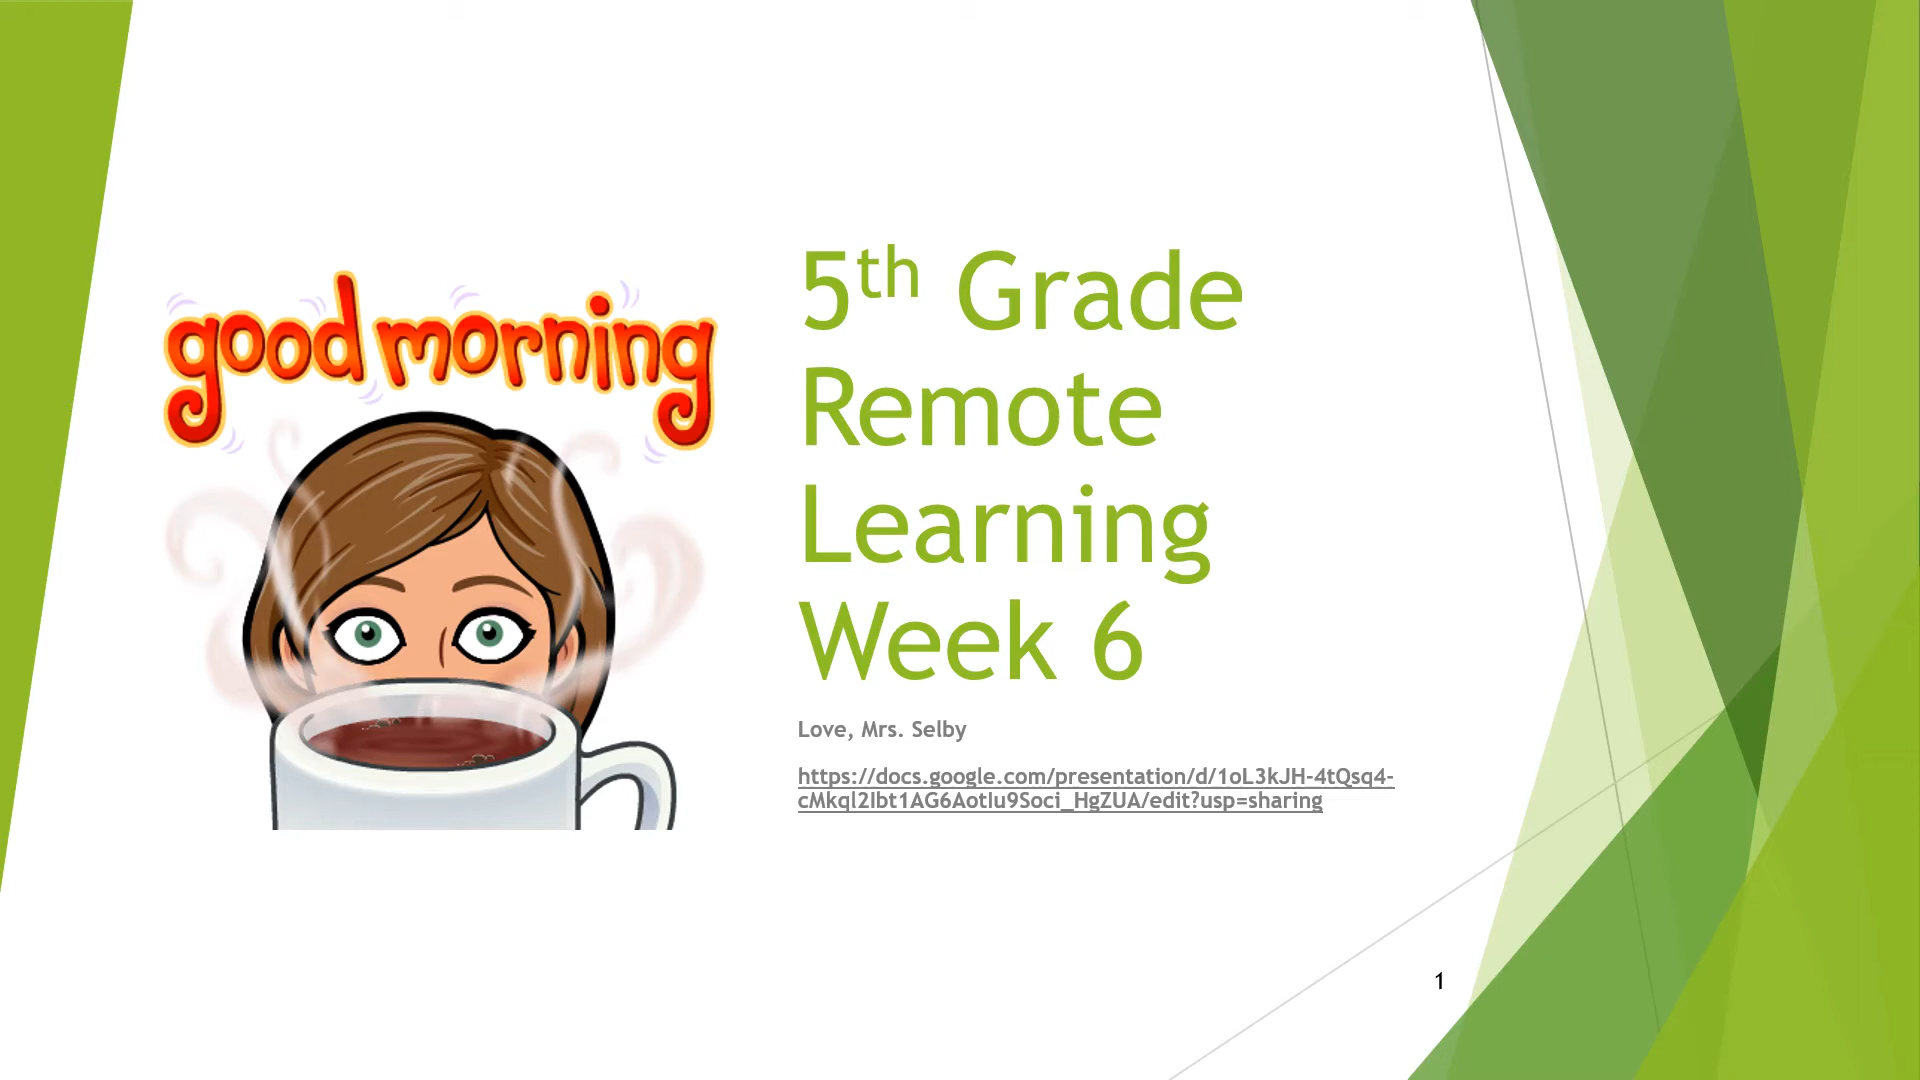 good morning
5th Grade
Remote
Learning
Week 6
Love, Mrs. Selby
https://docs.google.com/presentation/d/1oL3kJH-4tQsq4-
cMkql2Ibt1AG6AotIu9Soci_HgZUA/edit?usp=sharing
1